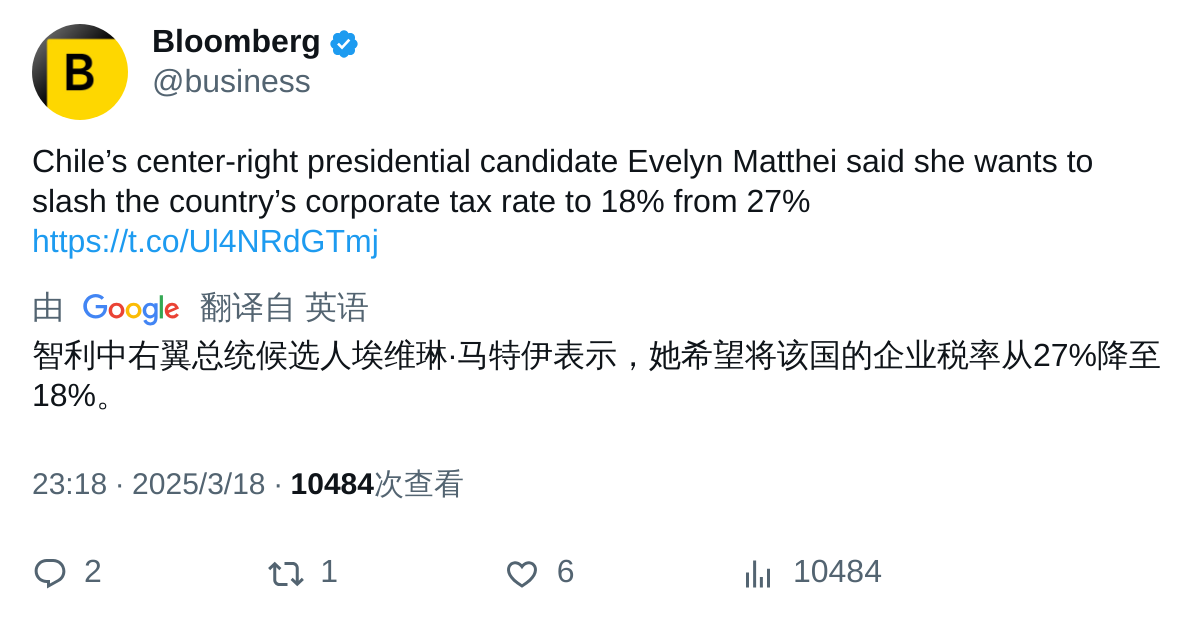 B
Bloomberg
@business
Chile’s center-right presidential candidate Evelyn Matthei said she wants to
slash the country’s corporate tax rate to 18% from 27%
https://t.co/Ul4NRdGTmj
由 Google 翻译自 英语
智利中右翼总统候选人埃维琳·马特伊表示，她希望将该国的企业税率从27%降至
18%。
23:18 · 2025/3/18 · 10484次查看
2 1 6 10484